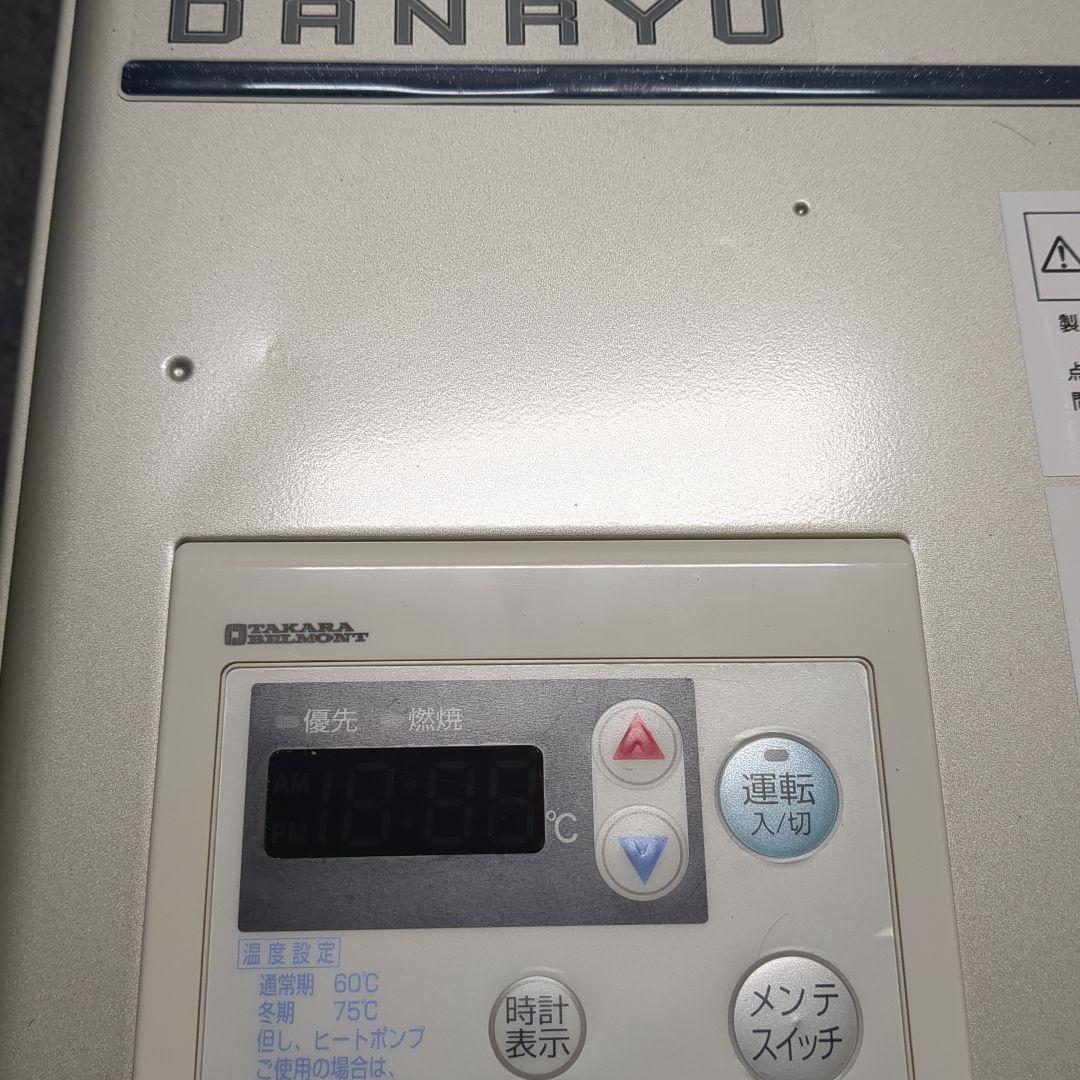 DANRYU
製
点
TAKARA
BELMONT
優先 燃焼
AM
PM
℃
運転
入/切
温度設定
通常期 60℃
冬期 75℃
但し、ヒートポンプ
ご使用の場合は、
時計
表示
メンテ
スイッチ